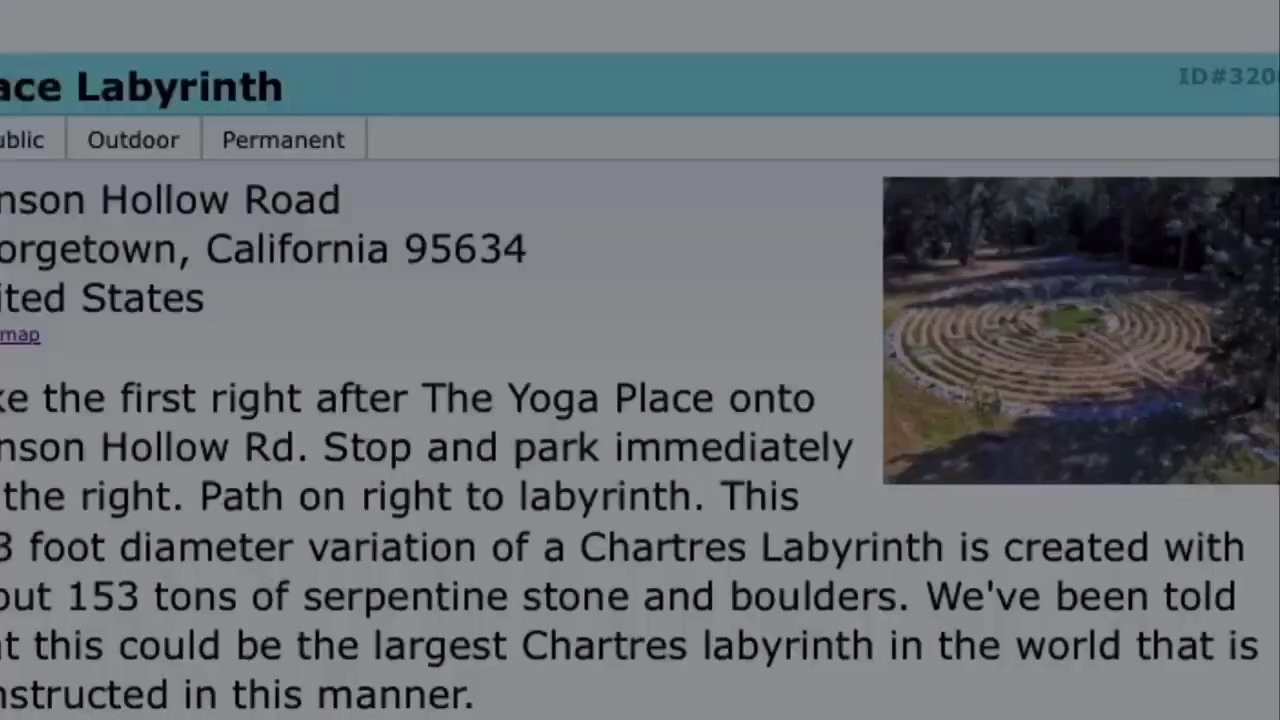 ace Labyrinth
ID#320
ublic
Outdoor
Permanent
nson Hollow Road
orgetown, California 95634
ited States
map
ke the first right after The Yoga Place onto
nson Hollow Rd. Stop and park immediately
the right. Path on right to labyrinth. This
3 foot diameter variation of a Chartres Labyrinth is created with
out 153 tons of serpentine stone and boulders. We've been told
at this could be the largest Chartres labyrinth in the world that is
nstructed in this manner.